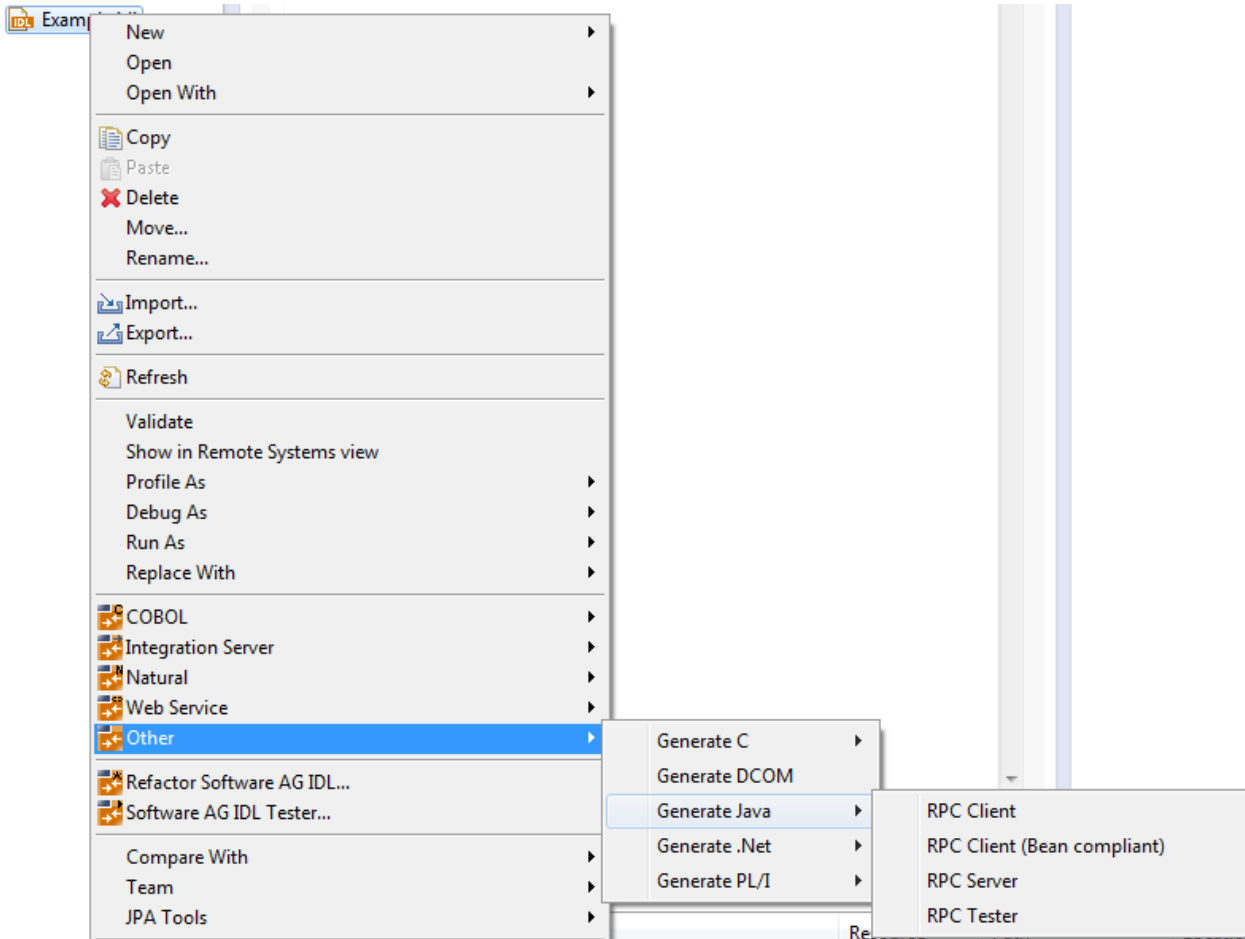 IDL Exam
New
Open
Open With
Copy
Paste
Delete
Move...
Rename...
Import...
Export...
Refresh
Validate
Show in Remote Systems view
Profile As
Debug As
Run As
Replace With
COBOL
Integration Server
Natural
Web Service
Other
Generate C
Generate DCOM
Generate Java
Generate .Net
Generate PL/I
RPC Client
RPC Client (Bean compliant)
RPC Server
RPC Tester
Refactor Software AG IDL...
Software AG IDL Tester...
Compare With
Team
JPA Tools